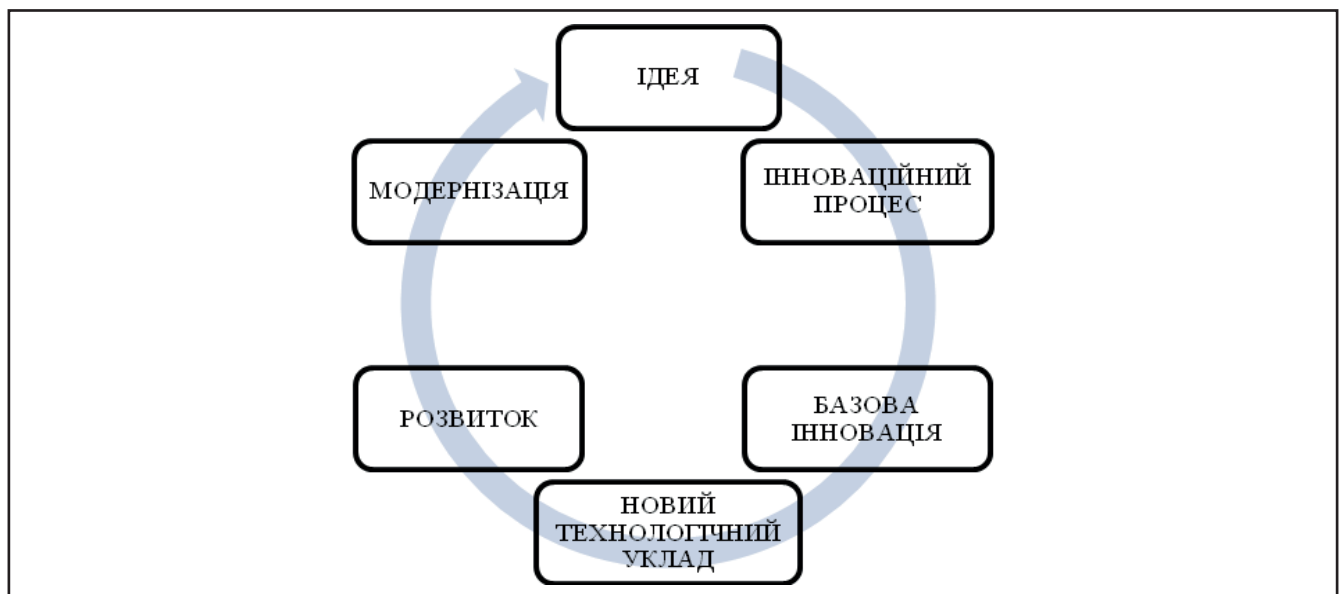 ІДЕЯ
ІННОВАЦІЙНИЙ
ПРОЦЕС
БАЗОВА
ІННОВАЦІЯ
НОВИЙ
ТЕХНОЛОГІЧНИЙ
УКЛАД
РОЗВИТОК
МОДЕРНІЗАЦІЯ